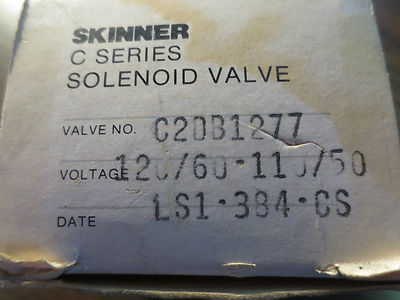 SKINNER
C SERIES
SOLENOID VALVE
VALVE NO. C2DB1277
VOLTAGE 120/60-110/50
DATE LS1-384-CS